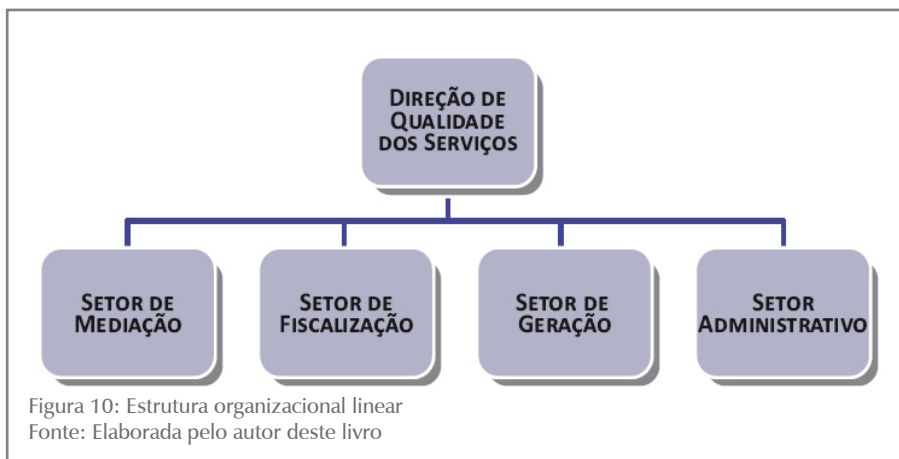 DIREÇÃO DE
QUALIDADE
DOS SERVIÇOS
SETOR DE
MEDIAÇÃO
SETOR DE
FISCALIZAÇÃO
SETOR DE
GERAÇÃO
SETOR
ADMINISTRATIVO
Figura 10: Estrutura organizacional linear
Fonte: Elaborada pelo autor deste livro